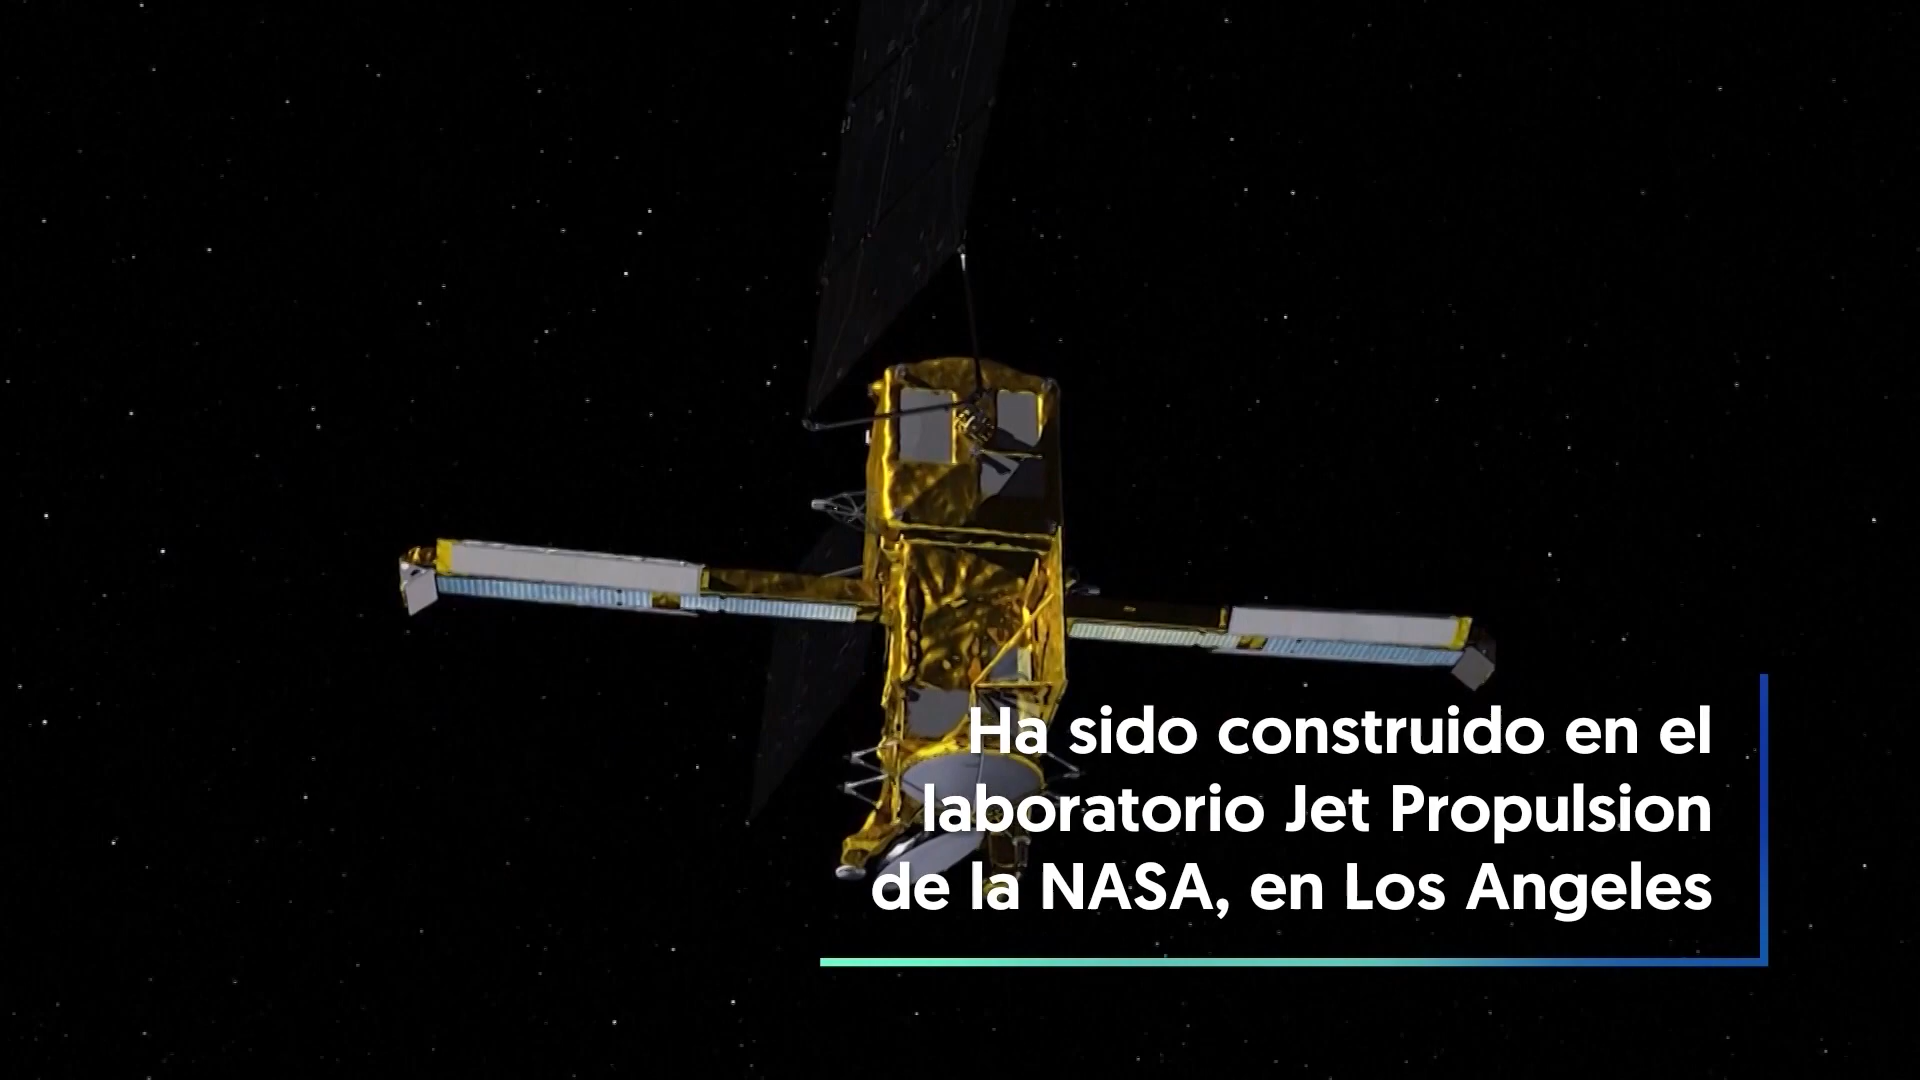 Ha sido construido en el
laboratorio Jet Propulsion
de la NASA, en Los Angeles